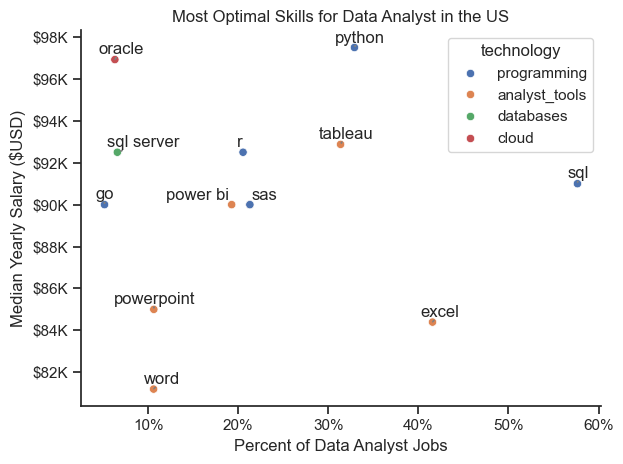 Most Optimal Skills for Data Analyst in the US
Median Yearly Salary ($USD)
$98K
$96K
$94K
$92K
$90K
$88K
$86K
$84K
$82K
python
oracle
technology
programming
analyst_tools
databases
cloud
tableau
sql server
r
sql
go
power bi
sas
powerpoint
excel
word
10%
20%
30%
40%
50%
60%
Percent of Data Analyst Jobs